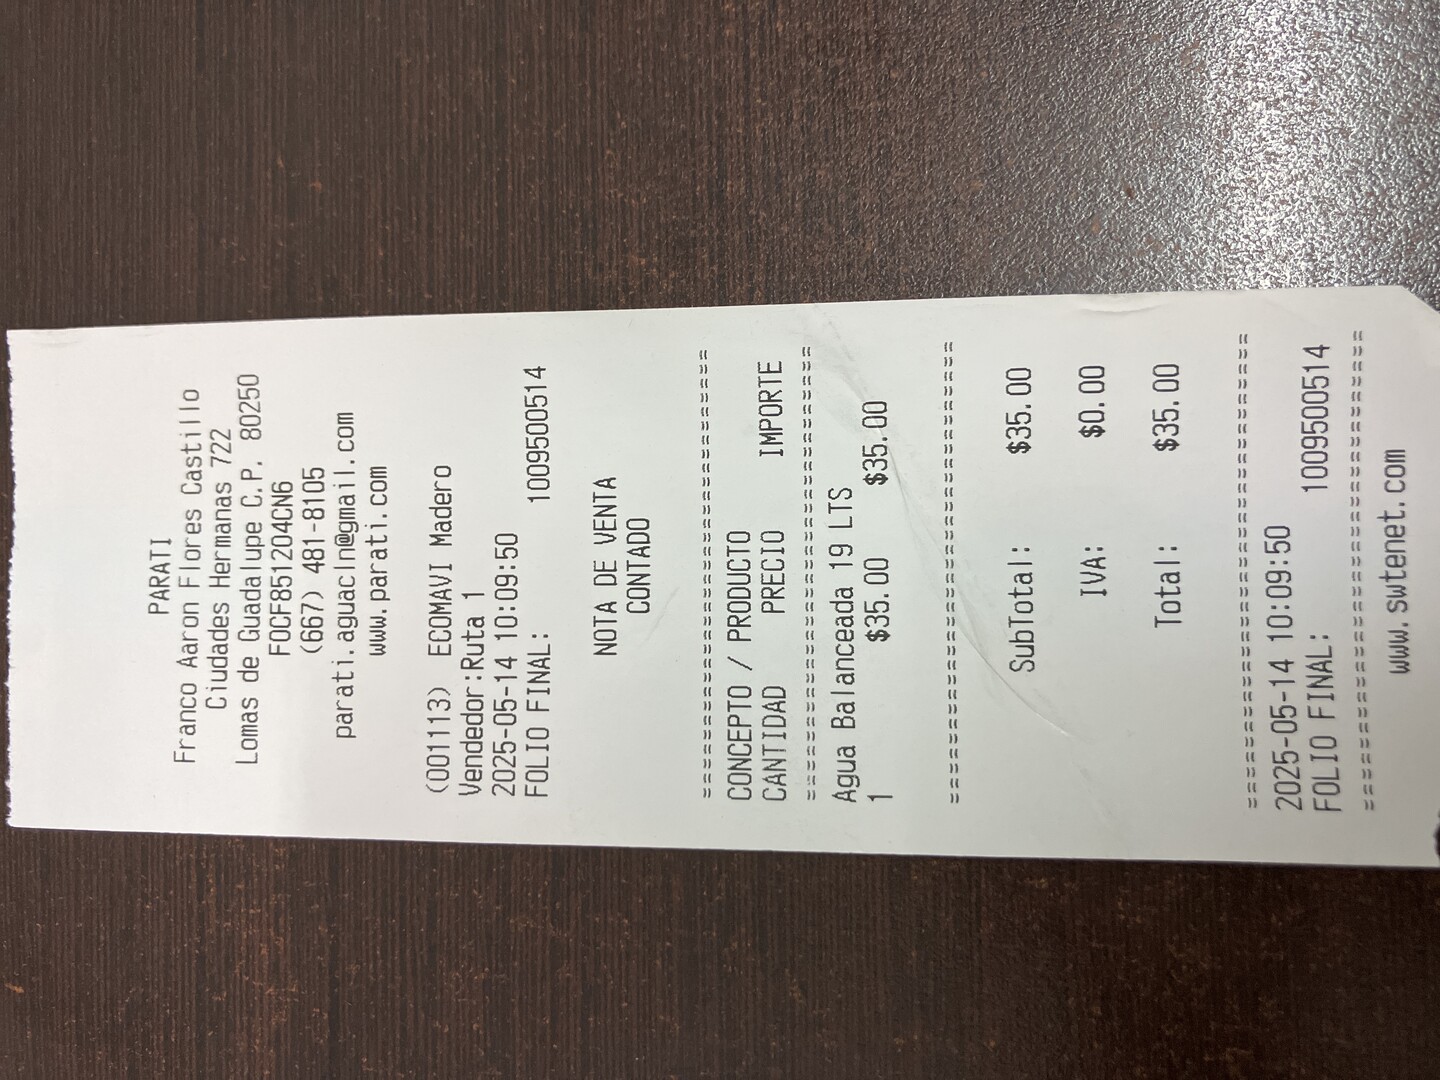 PARATI
Franco Aaron Flores Castillo
Ciudades Hermanas 722
Lomas de Guadalupe C.P. 80250
FOCF851204CN6
(667) 481-8105
parati.aguacln@gmail.com
www.parati.com
(001113) ECOMAVI Madero
Vendedor:Ruta 1
2025-05-14 10:09:50
FOLIO FINAL: 1009500514
NOTA DE VENTA
CONTADO
========================================
CONCEPTO / PRODUCTO
CANTIDAD PRECIO IMPORTE
========================================
Agua Balanceada 19 LTS
1 $35.00 $35.00
========================================
SubTotal: $35.00
IVA: $0.00
Total: $35.00
========================================
2025-05-14 10:09:50
FOLIO FINAL: 1009500514
========================================
www.swtenet.com